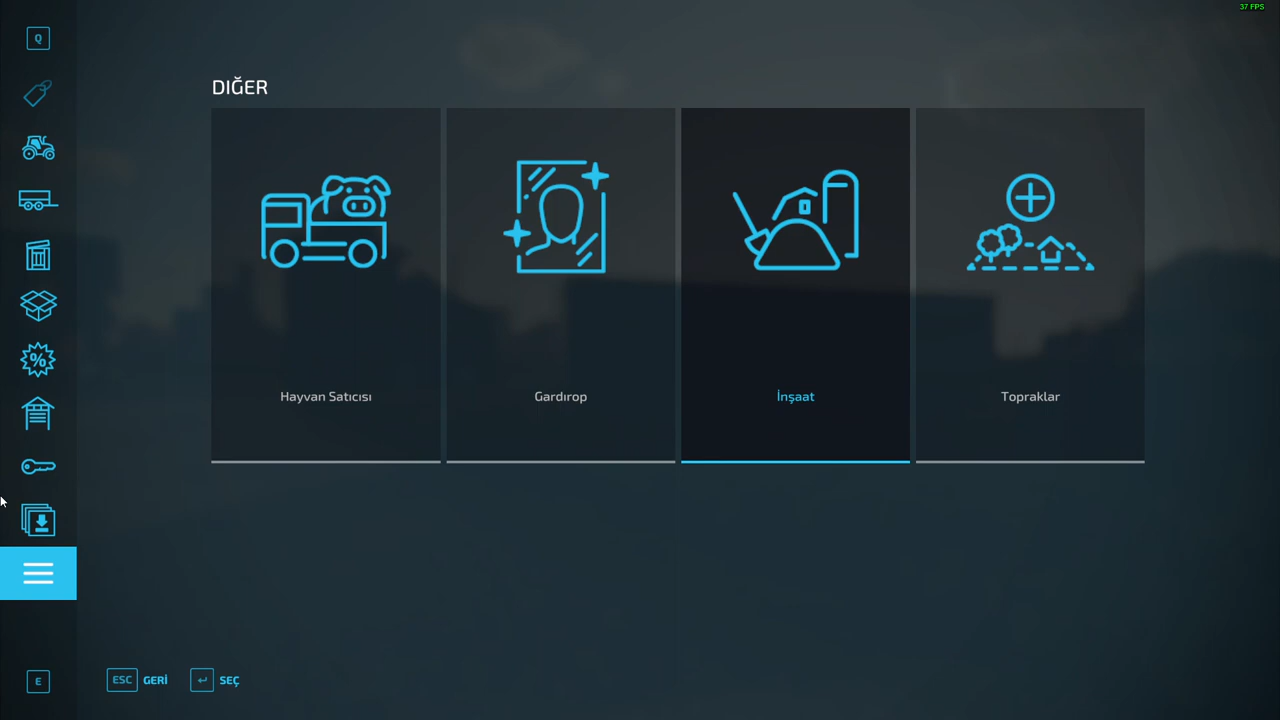 37 FPS
Q
DIĞER
%
Hayvan Satıcısı
Gardırop
İnşaat
Topraklar
E
ESC GERİ
SEÇ